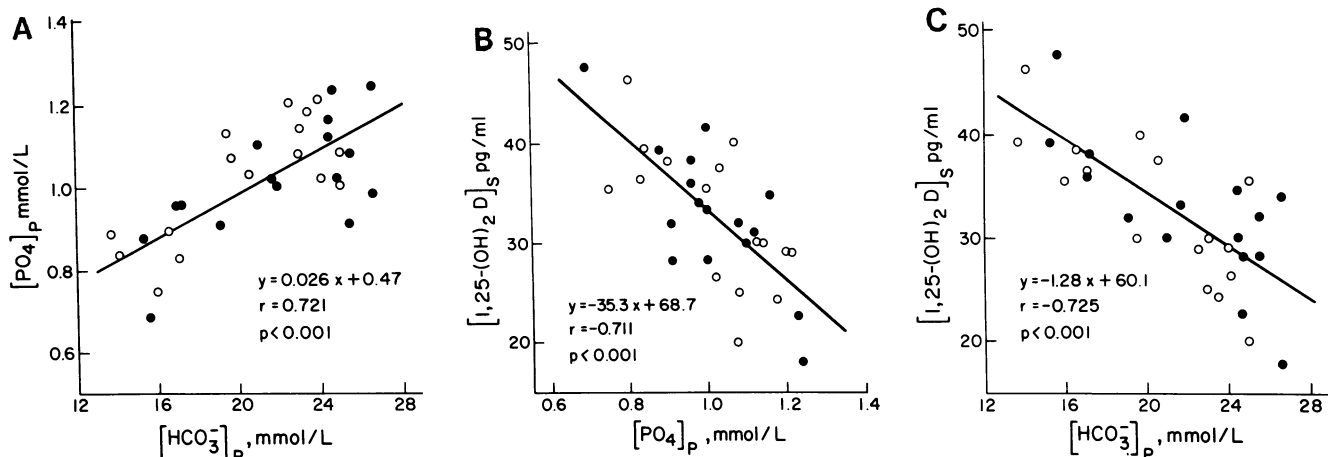 A
1.4
1.2
1.0
0.8
0.6
[PO4]P mmol/L
12 16 20 24 28
[HCO3−]P, mmol/L
y=0.026 x+0.47
r=0.721
p<0.001
B
50
40
30
20
[1,25-(OH)2 D]S pg/ml
0.6 0.8 1.0 1.2 1.4
[PO4]P, mmol/L
y=-35.3 x+68.7
r=-0.711
p<0.001
C
50
40
30
20
[1,25-(OH)2 D]S pg/ml
12 16 20 24 28
[HCO3−]P, mmol/L
y=-1.28 x+60.1
r=-0.725
p<0.001